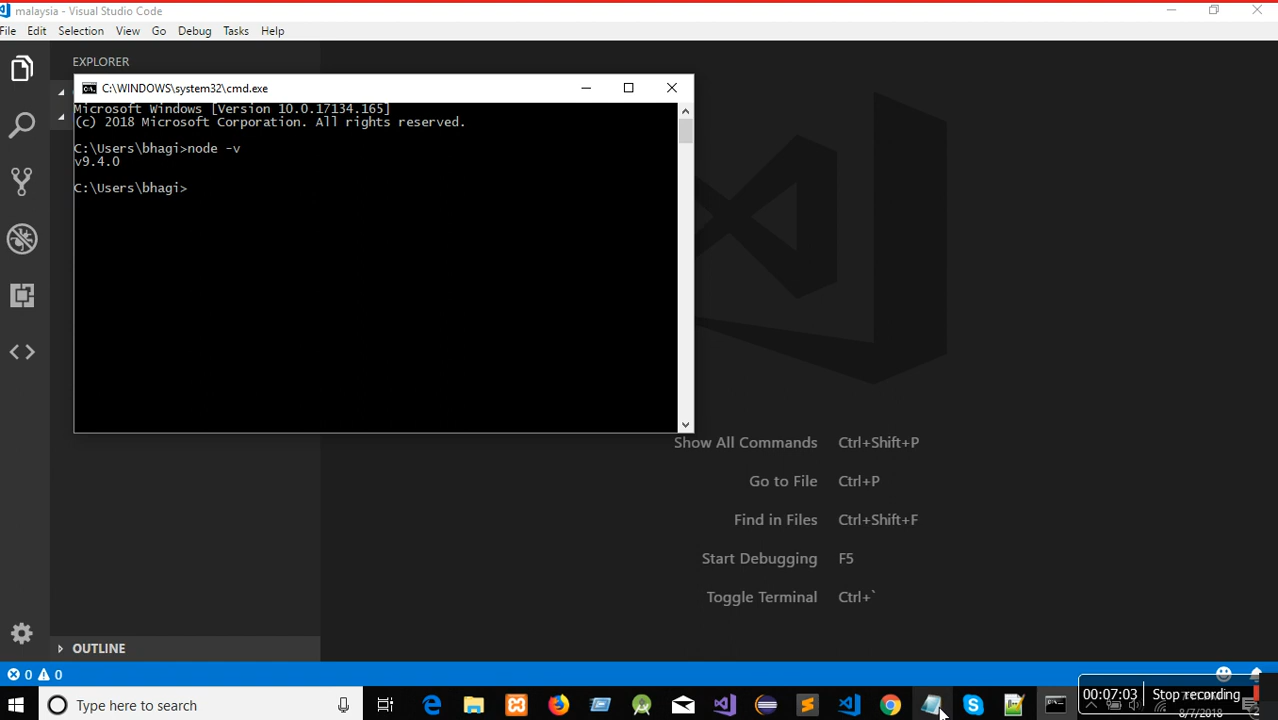 malaysia - Visual Studio Code
File Edit Selection View Go Debug Tasks Help
EXPLORER
C:\WINDOWS\system32\cmd.exe
Microsoft Windows [Version 10.0.17134.165]
(c) 2018 Microsoft Corporation. All rights reserved.
C:\Users\bhagi>node -v
v9.4.0
C:\Users\bhagi>
Show All Commands Ctrl+Shift+P
Go to File Ctrl+P
Find in Files Ctrl+Shift+F
Start Debugging F5
Toggle Terminal Ctrl+`
OUTLINE
0 0
Type here to search
00:07:03 Stop recording
8/7/2018